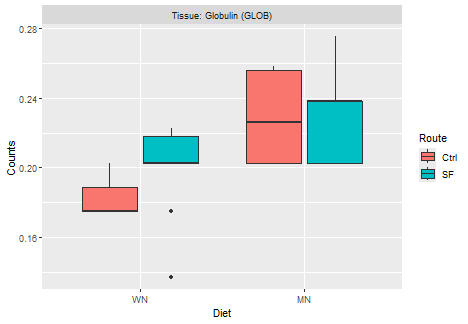 Tissue: Globulin (GLOB)
0.28
0.24
0.20
0.16
Counts
WN
MN
Diet
Route
Ctrl
SF